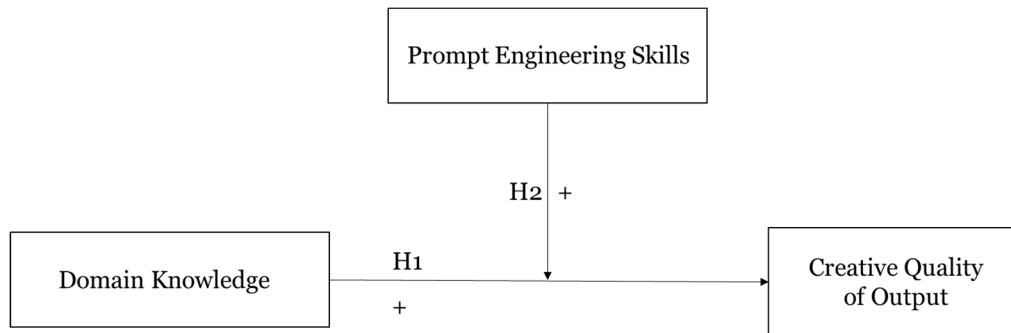 Prompt Engineering Skills
H2 +
Domain Knowledge
H1
+
Creative Quality
of Output